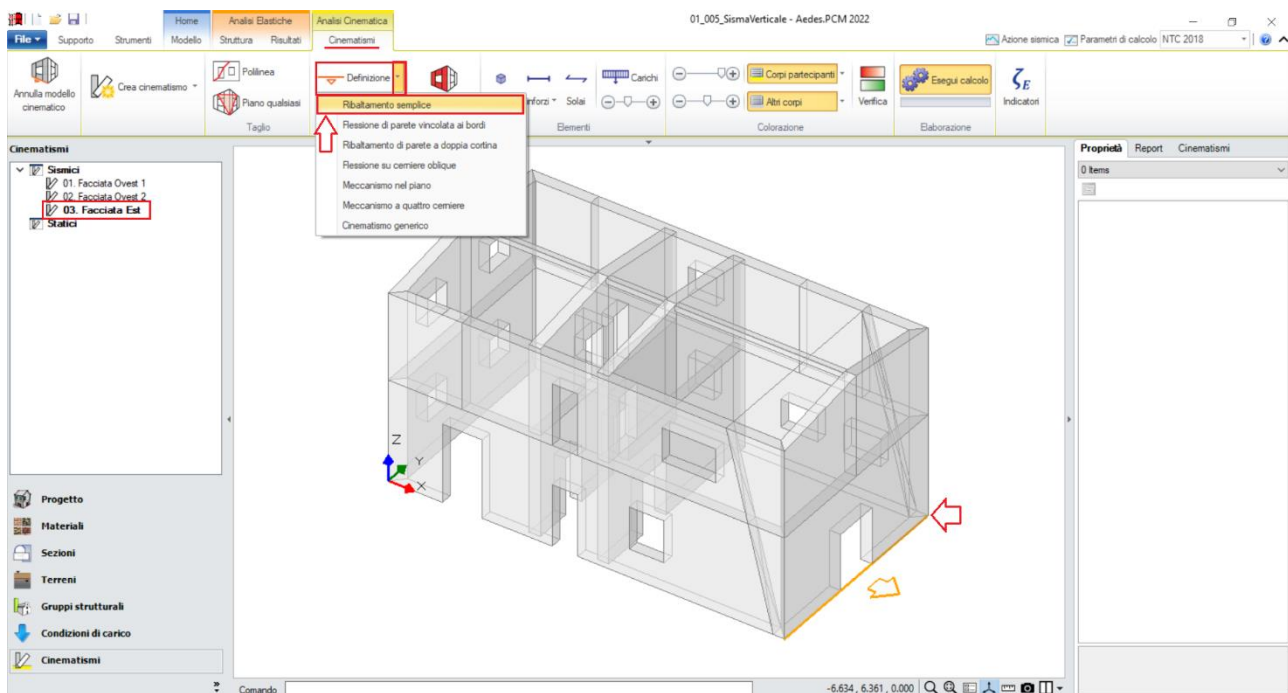 Home
Analisi Elastiche
Analisi Cinematica
01_005_SismaVerticale - Aedes.PCM 2022
File
Supporto
Strumenti
Modello
Struttura
Risultati
Cinematismi
Azione sismica
Parametri di calcolo
NTC 2018
Annulla modello cinematico
Crea cinematismo
Polilinea
Piano qualsiasi
Taglio
Definizione
Ribaltamento semplice
Flessione di parete vincolata ai bordi
Ribaltamento di parete a doppia cortina
Flessione su cerniere oblique
Meccanismo nel piano
Meccanismo a quattro cerniere
Cinematismo generico
Solai
Carichi
Elementi
Corpi partecipanti
Altri corpi
Verifica
Colorazione
Esegui calcolo
Elaborazione
ζE
Indicatori
Cinematismi
Sismici
01. Facciata Ovest 1
02. Facciata Ovest 2
03. Facciata Est
Statici
Z
Y
X
Proprietà
Report
Cinematismi
0 Items
Progetto
Materiali
Sezioni
Terreni
Gruppi strutturali
Condizioni di carico
Cinematismi
Comando
-6.634 , 6.361 , 0.000